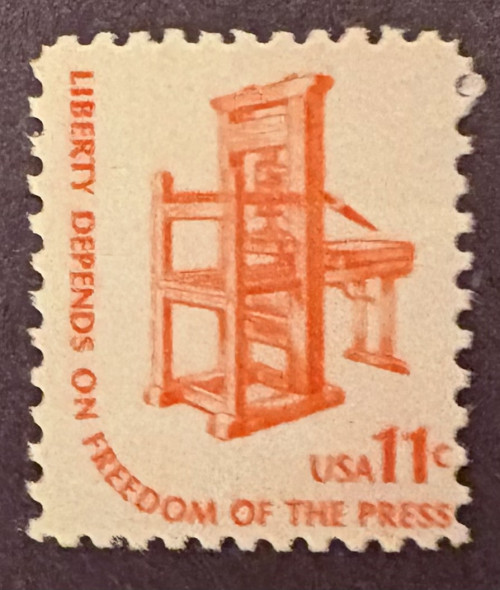 LIBERTY DEPENDS ON FREEDOM OF THE PRESS
USA 11c